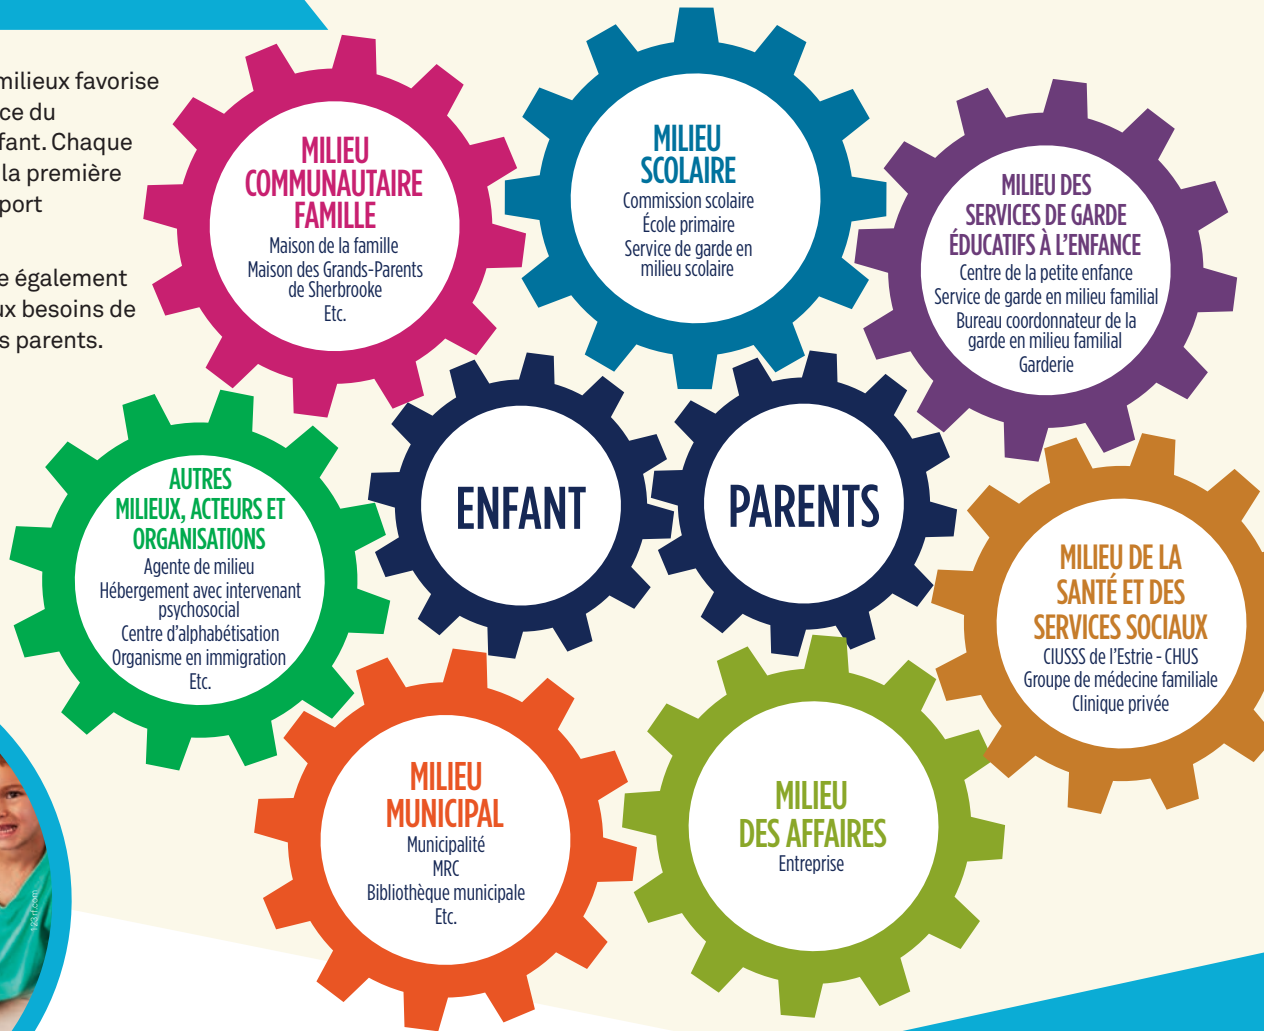 milieux favorise
ce du
fant. Chaque
la première
port
e également
ux besoins de
s parents.
MILIEU
COMMUNAUTAIRE
FAMILLE
Maison de la famille
Maison des Grands-Parents
de Sherbrooke
Etc.
MILIEU
SCOLAIRE
Commission scolaire
École primaire
Service de garde en
milieu scolaire
MILIEU DES
SERVICES DE GARDE
ÉDUCATIFS À L'ENFANCE
Centre de la petite enfance
Service de garde en milieu familial
Bureau coordonnateur de la
garde en milieu familial
Garderie
AUTRES
MILIEUX, ACTEURS ET
ORGANISATIONS
Agente de milieu
Hébergement avec intervenant
psychosocial
Centre d'alphabétisation
Organisme en immigration
Etc.
ENFANT
PARENTS
MILIEU DE LA
SANTÉ ET DES
SERVICES SOCIAUX
CIUSSS de l'Estrie - CHUS
Groupe de médecine familiale
Clinique privée
MILIEU
MUNICIPAL
Municipalité
MRC
Bibliothèque municipale
Etc.
MILIEU
DES AFFAIRES
Entreprise
123rf.com